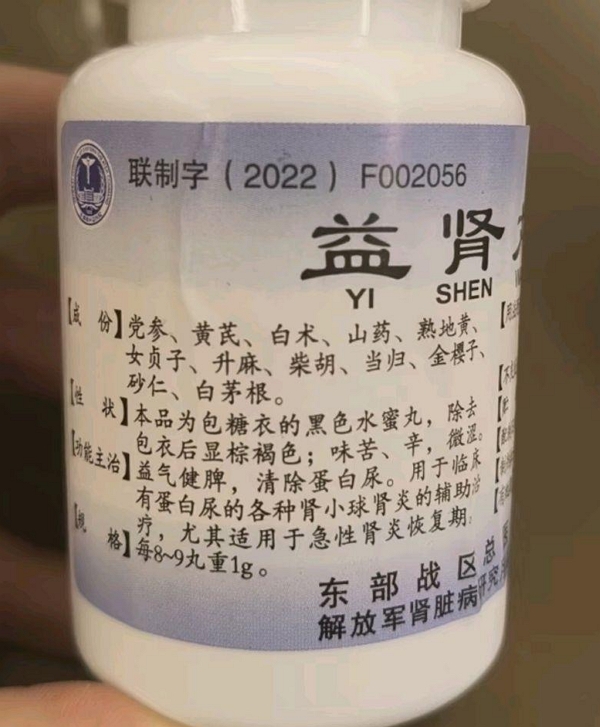 联制字（2022）F002056
益肾
YI SHEN
【成 份】党参、黄芪、白术、山药、熟地黄、
女贞子、升麻、柴胡、当归、金樱子、
砂仁、白茅根。
【性 状】本品为包糖衣的黑色水蜜丸，除去
包衣后显棕褐色；味苦、辛，微涩。
【功能主治】益气健脾，清除蛋白尿。用于临床
有蛋白尿的各种肾小球肾炎的辅助治
疗，尤其适用于急性肾炎恢复期。
【规 格】每8~9丸重1g。
东部战区总医
解放军肾脏病研究所